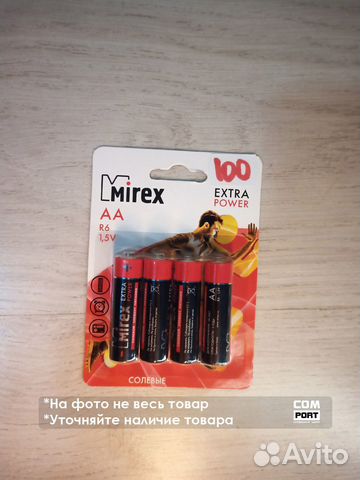 Mirex
100
EXTRA
POWER
AA
R6
1,5V
Mirex EXTRA POWER
AA
СОЛЕВЫЕ
*На фото не весь товар
*Уточняйте наличие товара
COM
PORT
Avito